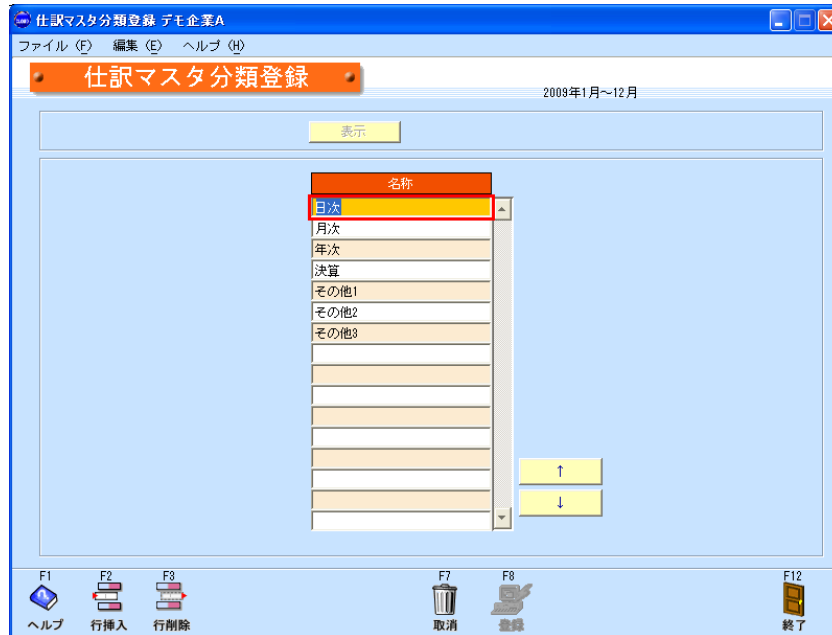 仕訳マスタ分類登録 デモ企業A
ファイル (F) 編集 (E) ヘルプ (H)
仕訳マスタ分類登録
2009年1月～12月
表示
名称
日次
月次
年次
決算
その他1
その他2
その他3
↑
↓
F1 F2 F3 F7 F8 F12
ヘルプ 行挿入 行削除 取消 登録 終了